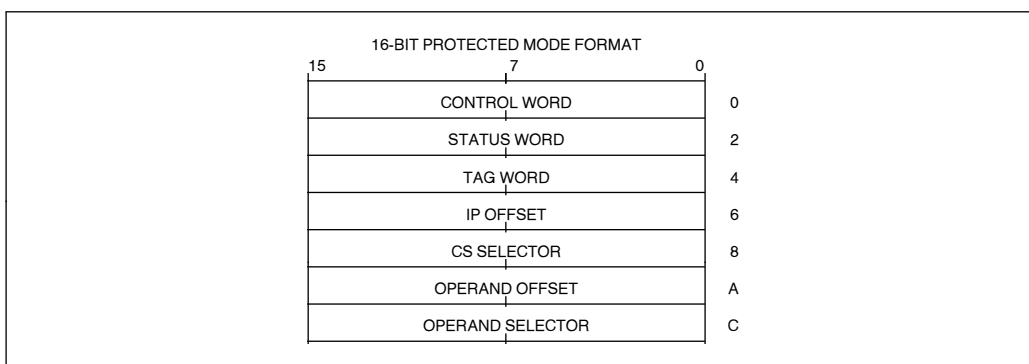 16-BIT PROTECTED MODE FORMAT
15 7 0
CONTROL WORD 0
STATUS WORD 2
TAG WORD 4
IP OFFSET 6
CS SELECTOR 8
OPERAND OFFSET A
OPERAND SELECTOR C